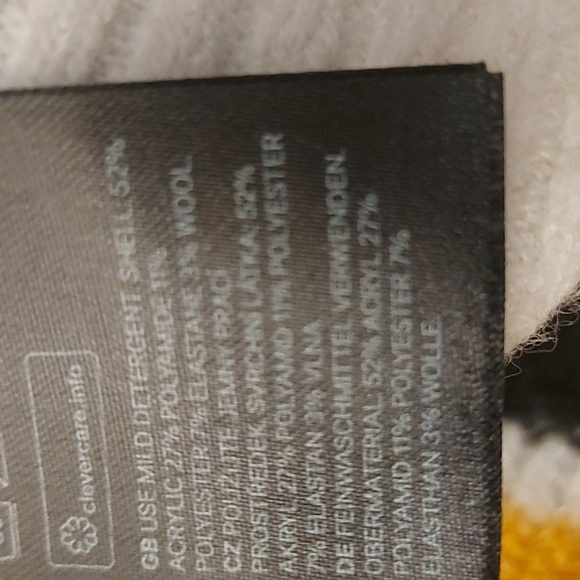 clevercare.info
GB USE MILD DETERGENT SHELL 52%
ACRYLIC 27% POLYAMIDE 11%
POLYESTER 7% ELASTANE 3% WOOL
CZ POUŽIJTE JEMNÝ PRACÍ
PROSTŘEDEK. SVRCHNÍ LÁTKA: 52%
AKRYL 27% POLYAMID 11% POLYESTER
7% ELASTAN 3% VLNA
DE FEINWASCHMITTEL VERWENDEN.
OBERMATERIAL 52% ACRYL 27%
POLYAMID 11% POLYESTER 7%
ELASTHAN 3% WOLLE